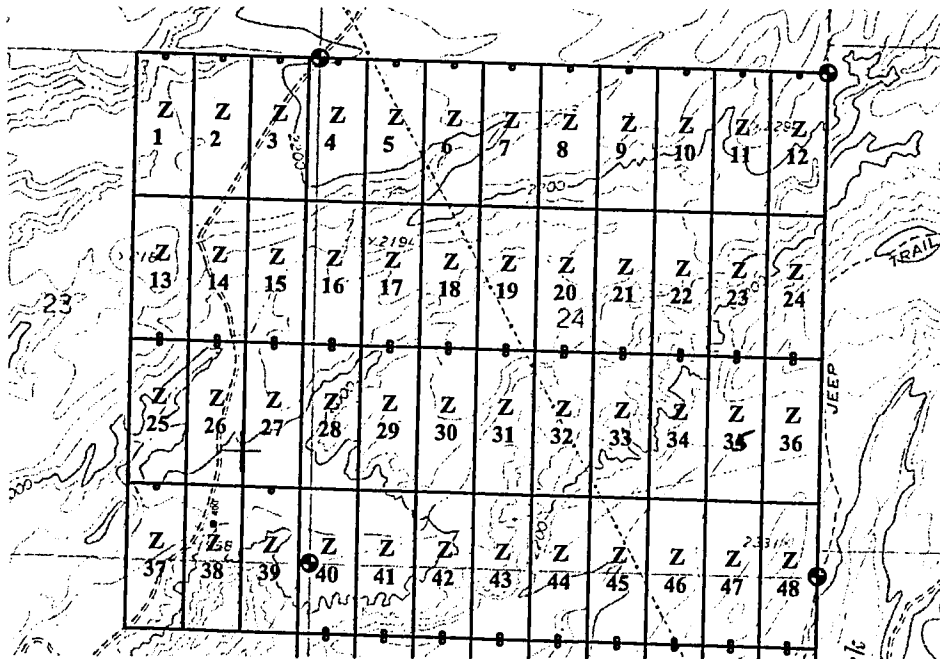 Z 1 Z 2 Z 3 Z 4 Z 5 Z 6 Z 7 Z 8 Z 9 Z 10 Z 11 Z 12
2200
Z 13 Z 14 Z 15 Z 16 Z 17 Z 18 Z 19 Z 20 Z 21 Z 22 Z 23 Z 24
TRAIL
23
24
Z 25 Z 26 Z 27 Z 28 Z 29 Z 30 Z 31 Z 32 Z 33 Z 34 Z 35 Z 36
JEEP
Z 37 Z 38 Z 39 Z 40 Z 41 Z 42 Z 43 Z 44 Z 45 Z 46 Z 47 Z 48